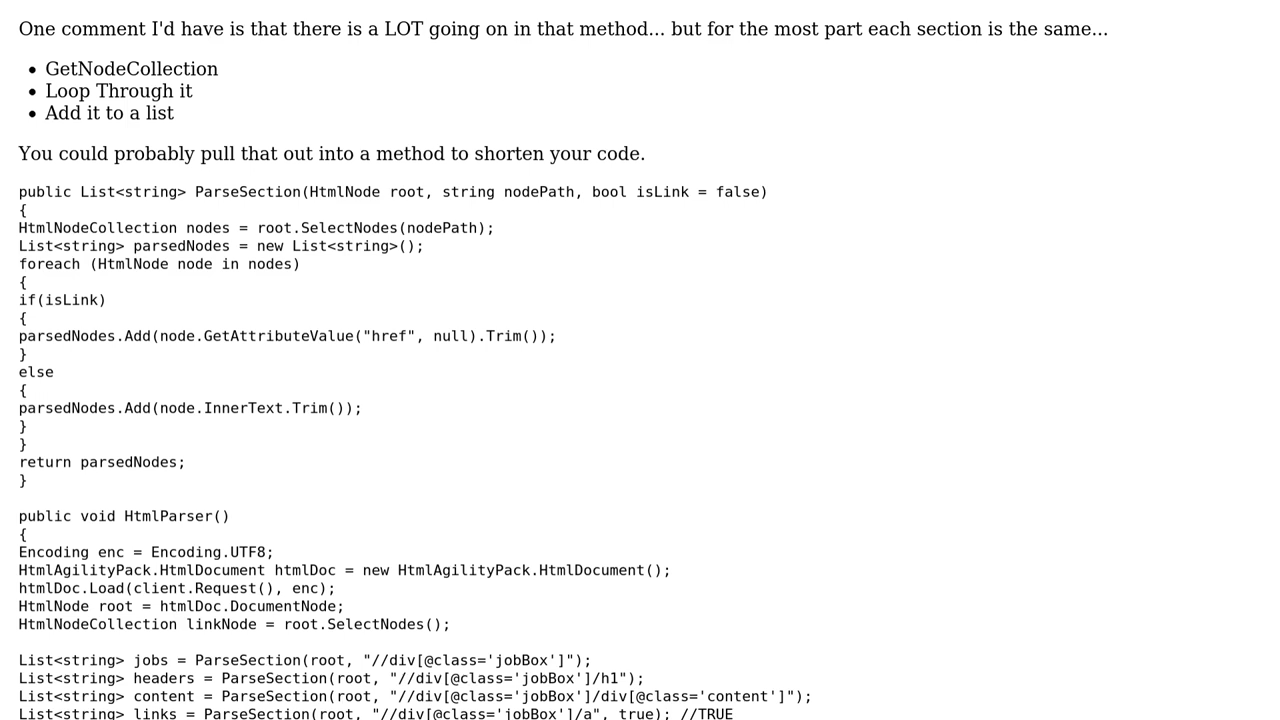 One comment I'd have is that there is a LOT going on in that method... but for the most part each section is the same...
• GetNodeCollection
• Loop Through it
• Add it to a list
You could probably pull that out into a method to shorten your code.
public List<string> ParseSection(HtmlNode root, string nodePath, bool isLink = false)
{
HtmlNodeCollection nodes = root.SelectNodes(nodePath);
List<string> parsedNodes = new List<string>();
foreach (HtmlNode node in nodes)
{
if(isLink)
{
parsedNodes.Add(node.GetAttributeValue("href", null).Trim());
}
else
{
parsedNodes.Add(node.InnerText.Trim());
}
}
return parsedNodes;
}
public void HtmlParser()
{
Encoding enc = Encoding.UTF8;
HtmlAgilityPack.HtmlDocument htmlDoc = new HtmlAgilityPack.HtmlDocument();
htmlDoc.Load(client.Request(), enc);
HtmlNode root = htmlDoc.DocumentNode;
HtmlNodeCollection linkNode = root.SelectNodes();
List<string> jobs = ParseSection(root, "//div[@class='jobBox']");
List<string> headers = ParseSection(root, "//div[@class='jobBox']/h1");
List<string> content = ParseSection(root, "//div[@class='jobBox']/div[@class='content']");
List<string> links = ParseSection(root, "//div[@class='jobBox']/a", true); //TRUE